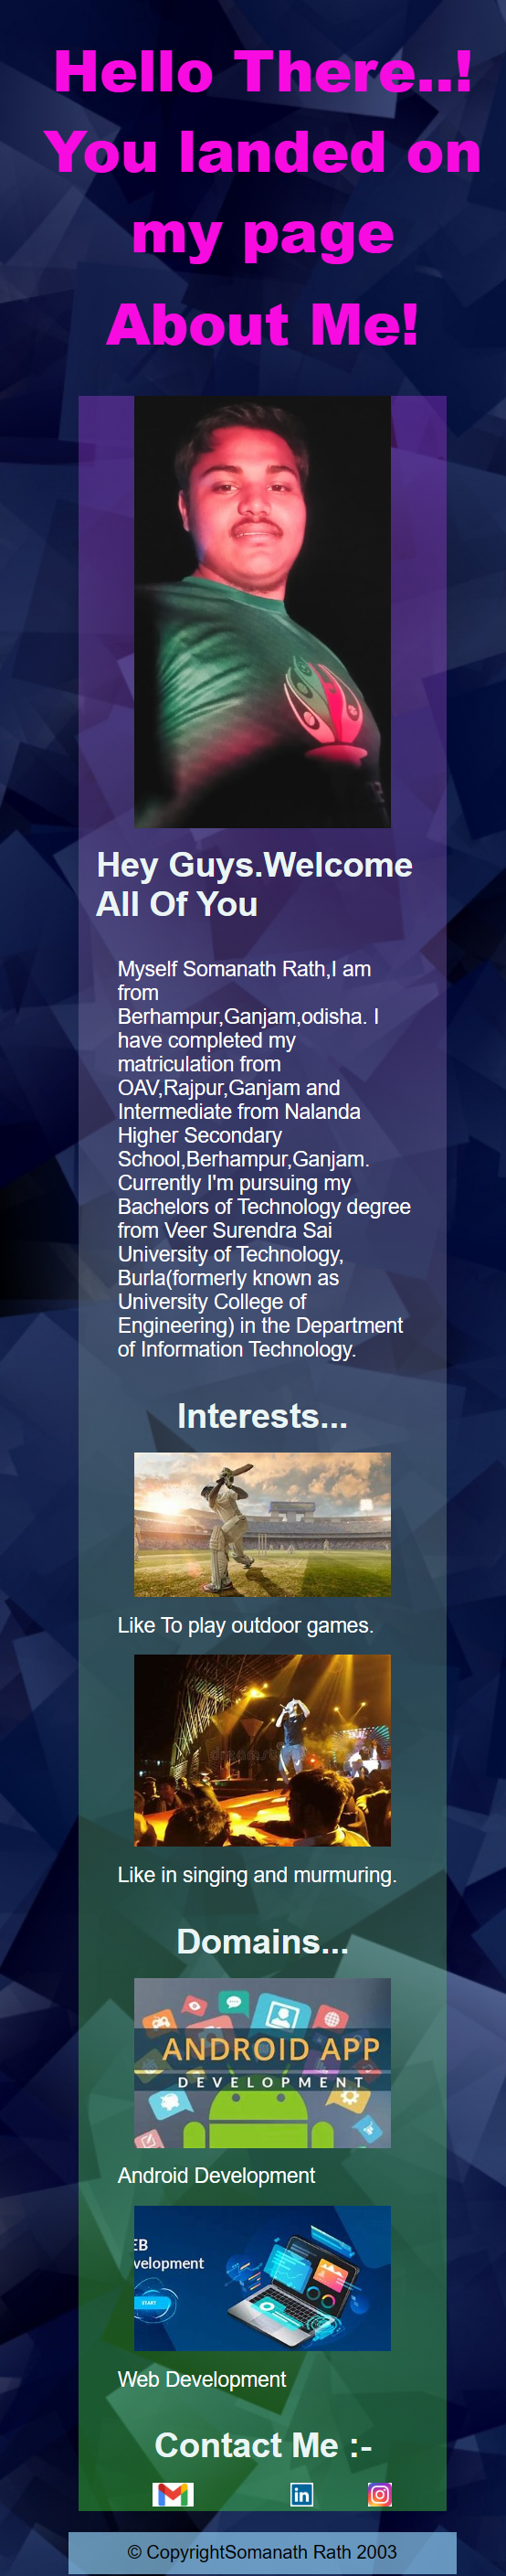 Hello There..!
You landed on
my page
About Me!
Hey Guys.Welcome
All Of You
Myself Somanath Rath,I am
from
Berhampur,Ganjam,odisha. I
have completed my
matriculation from
OAV,Rajpur,Ganjam and
Intermediate from Nalanda
Higher Secondary
School,Berhampur,Ganjam.
Currently I'm pursuing my
Bachelors of Technology degree
from Veer Surendra Sai
University of Technology,
Burla(formerly known as
University College of
Engineering) in the Department
of Information Technology.
Interests...
Like To play outdoor games.
Like in singing and murmuring.
Domains...
ANDROID APP
DEVELOPMENT
Android Development
EB
velopment
START
Web Development
Contact Me :-
in
© CopyrightSomanath Rath 2003